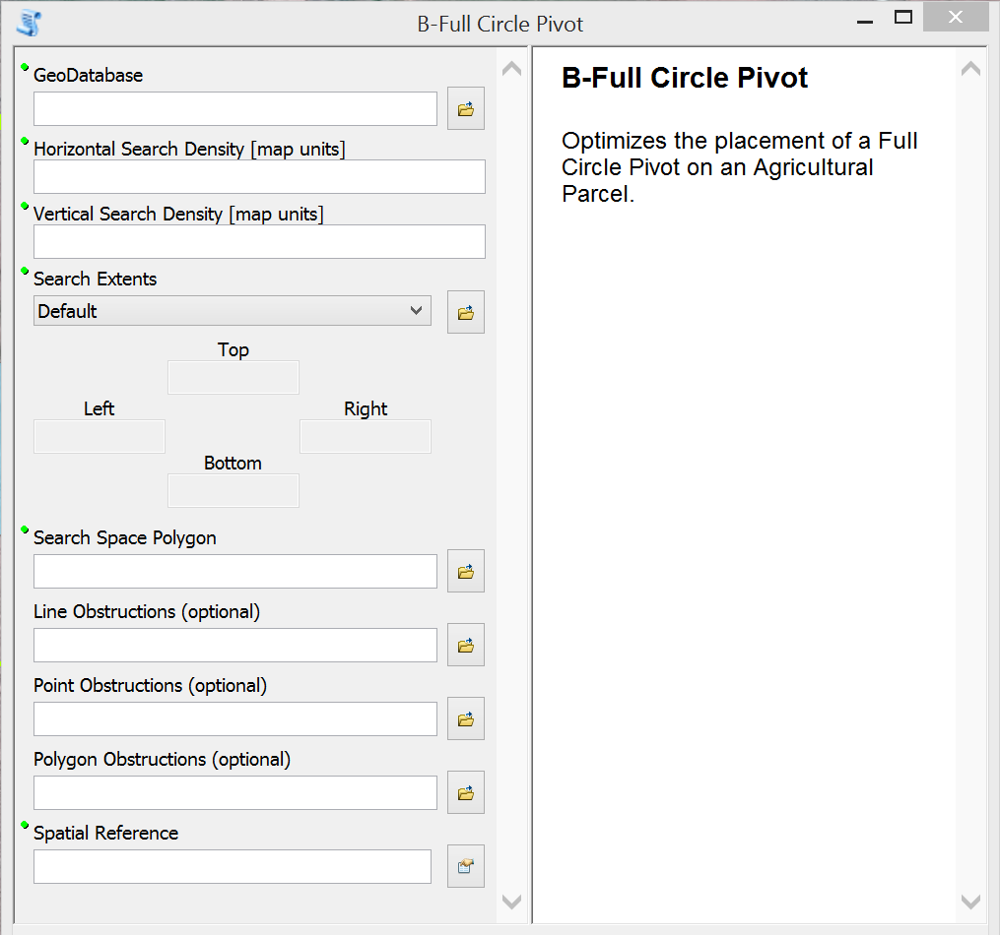 B-Full Circle Pivot
GeoDatabase
Horizontal Search Density [map units]
Vertical Search Density [map units]
Search Extents
Default
Top
Left
Right
Bottom
Search Space Polygon
Line Obstructions (optional)
Point Obstructions (optional)
Polygon Obstructions (optional)
Spatial Reference
B-Full Circle Pivot
Optimizes the placement of a Full
Circle Pivot on an Agricultural
Parcel.